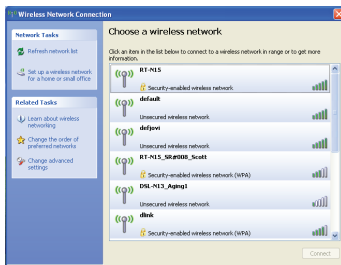 Wireless Network Connection
Network Tasks
Refresh network list
Set up a wireless network
for a home or small office
Related Tasks
Learn about wireless
networking
Change the order of
preferred networks
Change advanced
settings
Choose a wireless network
Click an item in the list below to connect to a wireless network in range or to get more
information.
RT-N15
Security-enabled wireless network
default
Unsecured wireless network
defjovi
Unsecured wireless network
RT-N15_SR#008_Scott
Security-enabled wireless network (WPA)
DSL-N13_Aging1
Unsecured wireless network
dlink
Security-enabled wireless network (WPA)
Connect